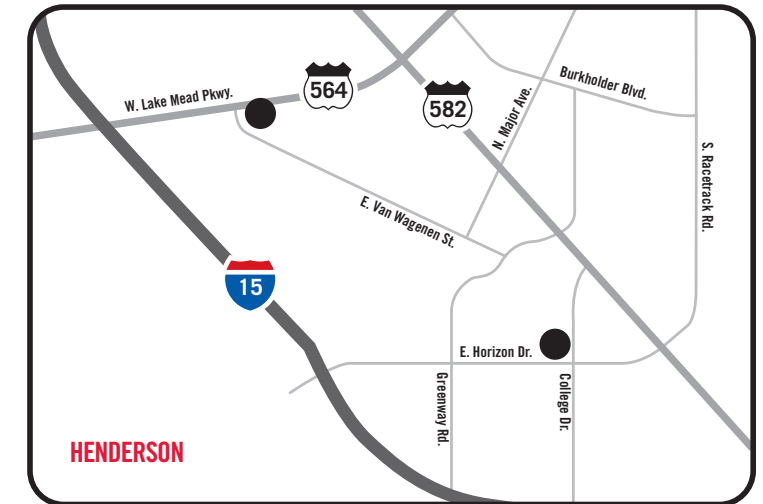 Burkholder Blvd.
564
W. Lake Mead Pkwy.
582
N. Major Ave.
S. Racetrack Rd.
E. Van Wagenen St.
15
E. Horizon Dr.
Greenway Rd.
College Dr.
HENDERSON